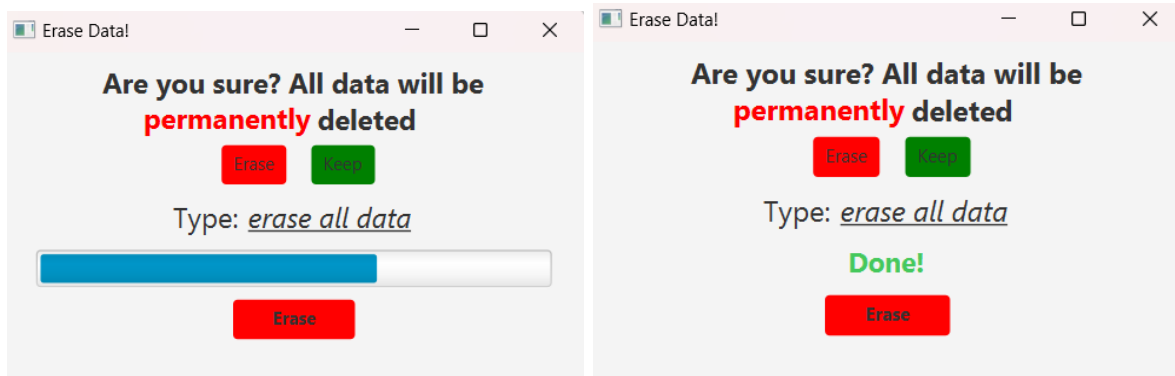 Erase Data!
Are you sure? All data will be
permanently deleted
Erase Keep
Type: erase all data
Erase
Erase Data!
Are you sure? All data will be
permanently deleted
Erase Keep
Type: erase all data
Done!
Erase